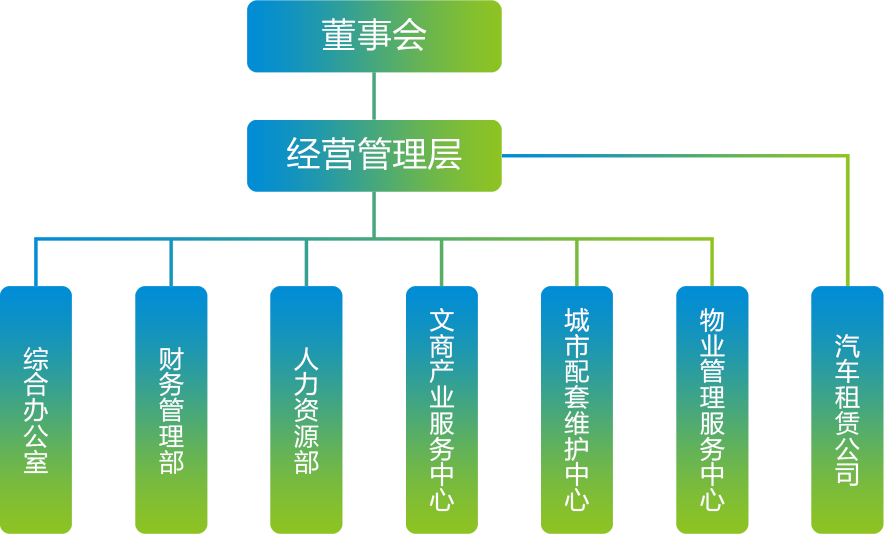 董事会
经营管理层
综合办公室
财务管理部
人力资源部
文商产业服务中心
城市配套维护中心
物业管理服务中心
汽车租赁公司